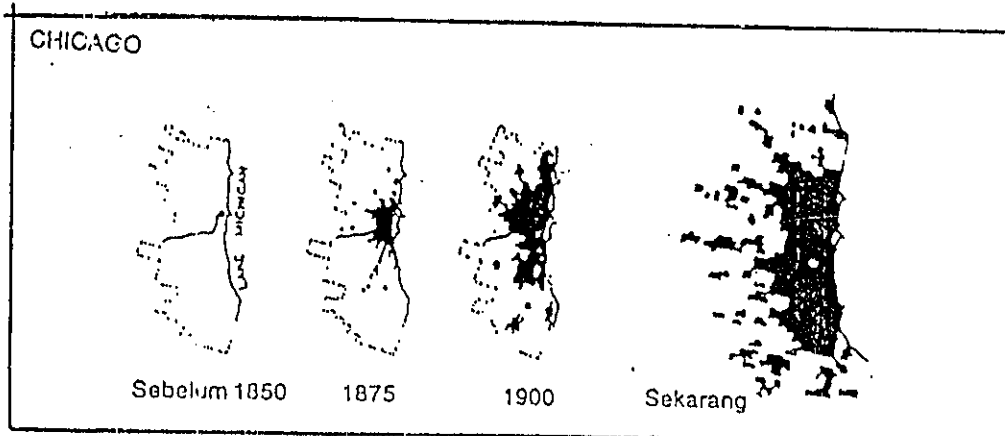 CHICAGO
LAKE MICHIGAN
Sebelum 1850
1875
1900
Sekarang